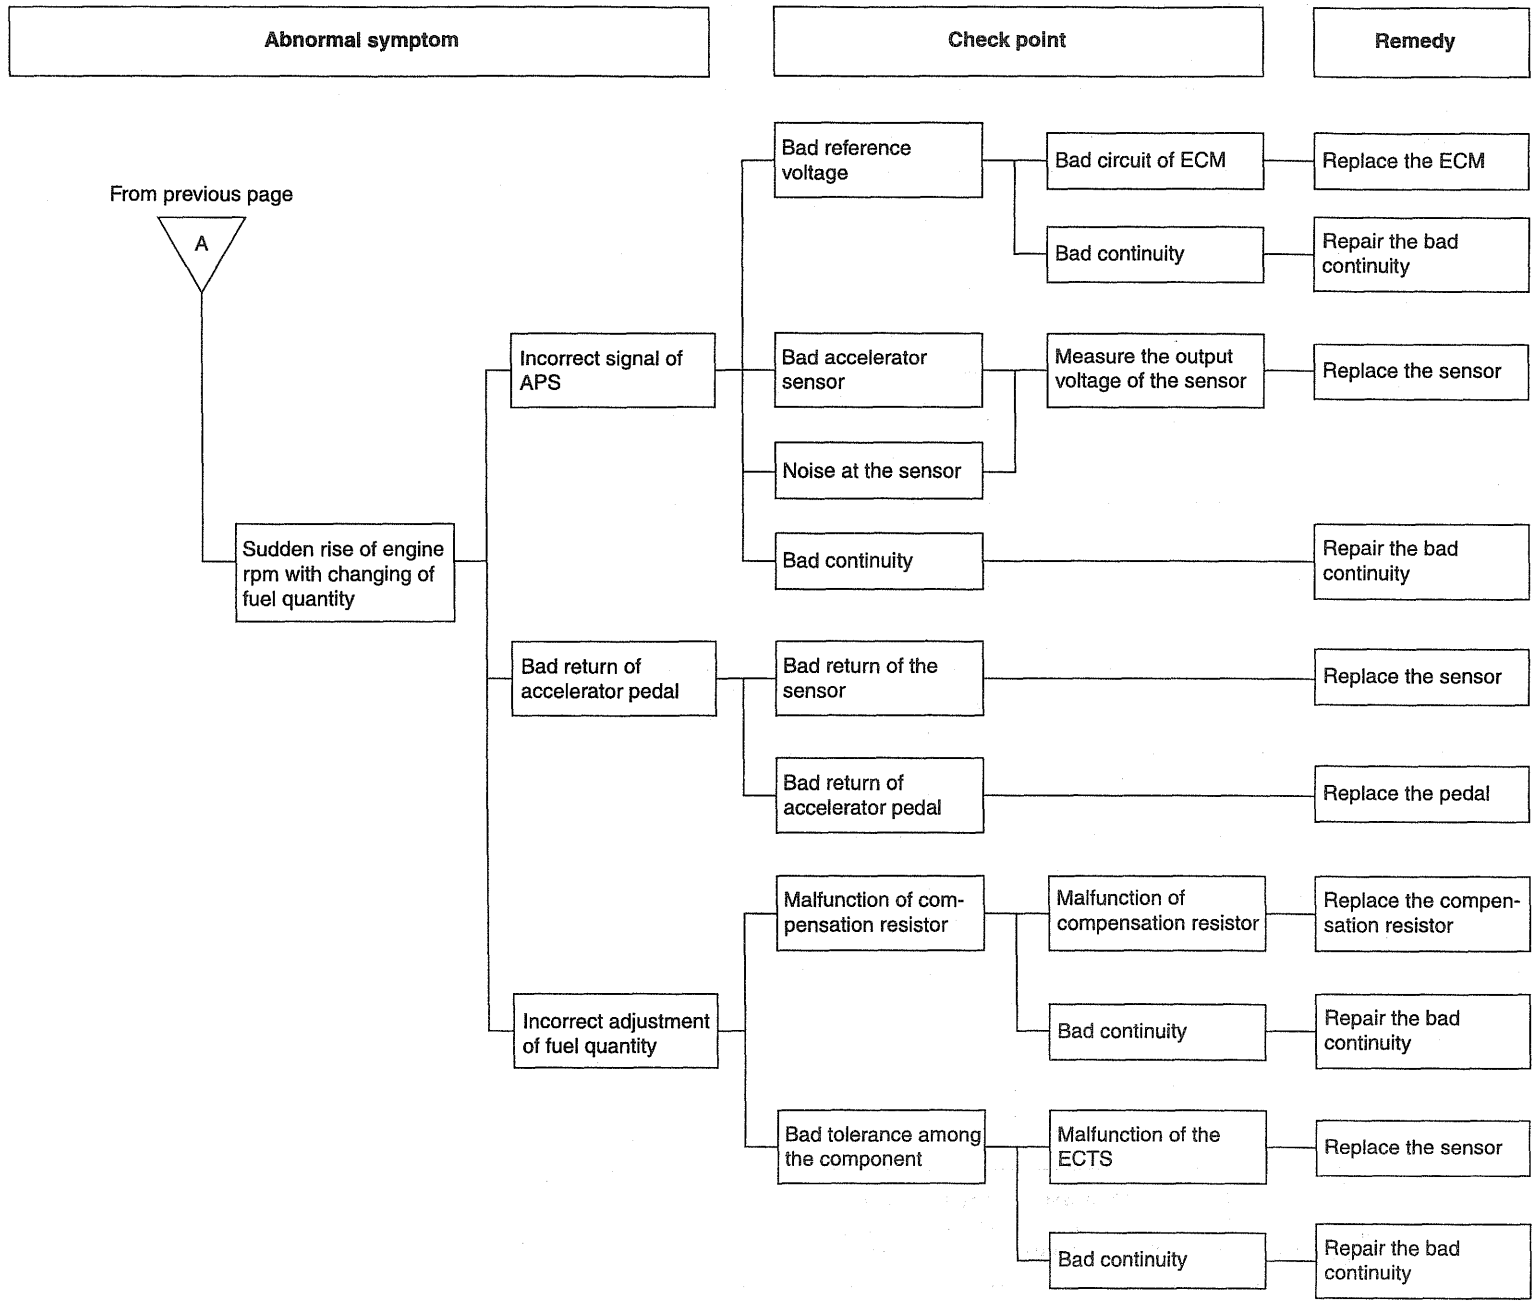 Abnormal symptom
Check point
Remedy
From previous page
A
Sudden rise of engine
rpm with changing of
fuel quantity
Incorrect signal of
APS
Bad reference
voltage
Bad circuit of ECM
Replace the ECM
Bad continuity
Repair the bad
continuity
Bad accelerator
sensor
Measure the output
voltage of the sensor
Replace the sensor
Noise at the sensor
Bad continuity
Repair the bad
continuity
Bad return of
accelerator pedal
Bad return of the
sensor
Replace the sensor
Bad return of
accelerator pedal
Replace the pedal
Incorrect adjustment
of fuel quantity
Malfunction of com-
pensation resistor
Malfunction of
compensation resistor
Replace the compen-
sation resistor
Bad continuity
Repair the bad
continuity
Bad tolerance among
the component
Malfunction of the
ECTS
Replace the sensor
Bad continuity
Repair the bad
continuity